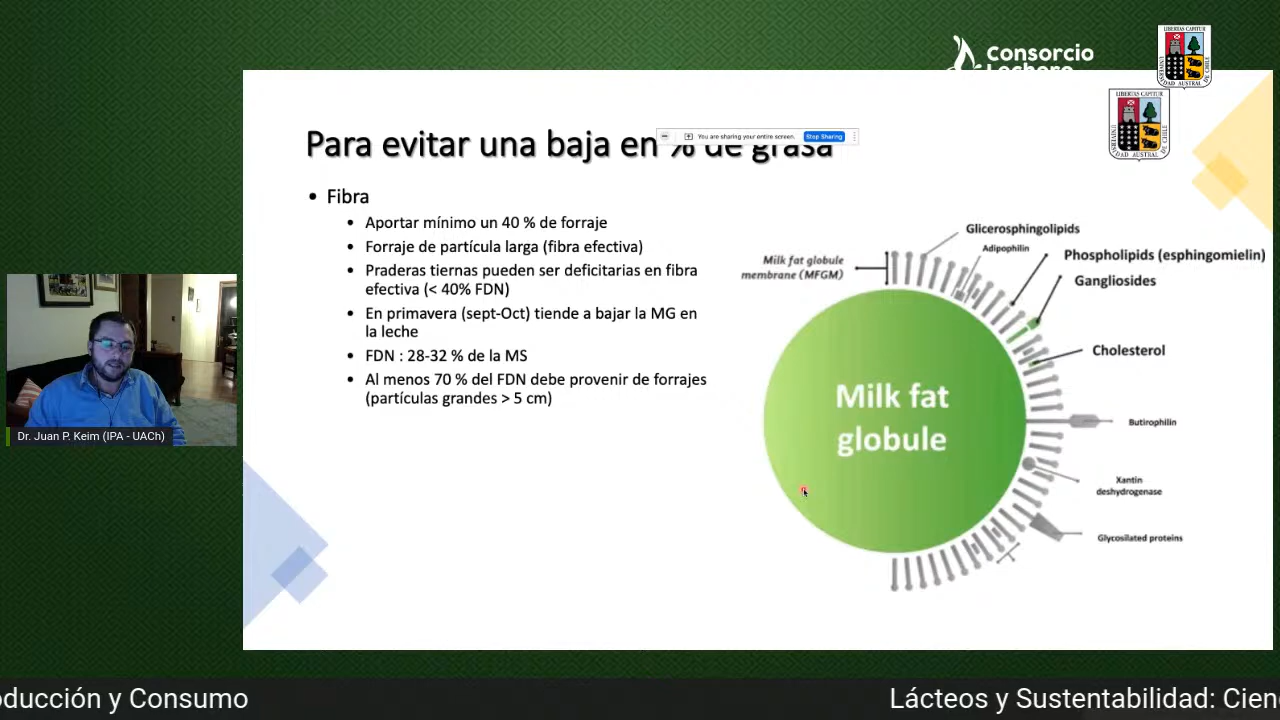 Consorcio
LIBERTAS CAPITUR
LIBERTAS CAPITUR
Para evitar una baja en % de grasa
You are sharing your entire screen.
Stop Sharing
• Fibra
• Aportar mínimo un 40 % de forraje
• Forraje de partícula larga (fibra efectiva)
• Praderas tiernas pueden ser deficitarias en fibra
efectiva (< 40% FDN)
• En primavera (sept-Oct) tiende a bajar la MG en
la leche
• FDN : 28-32 % de la MS
• Al menos 70 % del FDN debe provenir de forrajes
(partículas grandes > 5 cm)
Glicerosphingolipids
Adipophilin
Milk fat globule
membrane (MFGM)
Phospholipids (esphingomielin)
Gangliosides
Cholesterol
Milk fat
globule
Butirophilin
Xantin
deshydrogenase
Glycosilated proteins
Dr. Juan P. Keim (IPA - UACh)
oducción y Consumo
Lácteos y Sustentabilidad: Cien